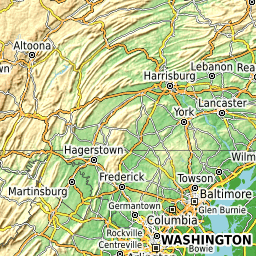 Altoona
Harrisburg
Lebanon
Rea
Lancaster
York
Hagerstown
Wilm
Martinsburg
Frederick
Towson
Baltimore
Germantown
Glen Burnie
Columbia
Rockville
Centreville
WASHINGTON
Bowie